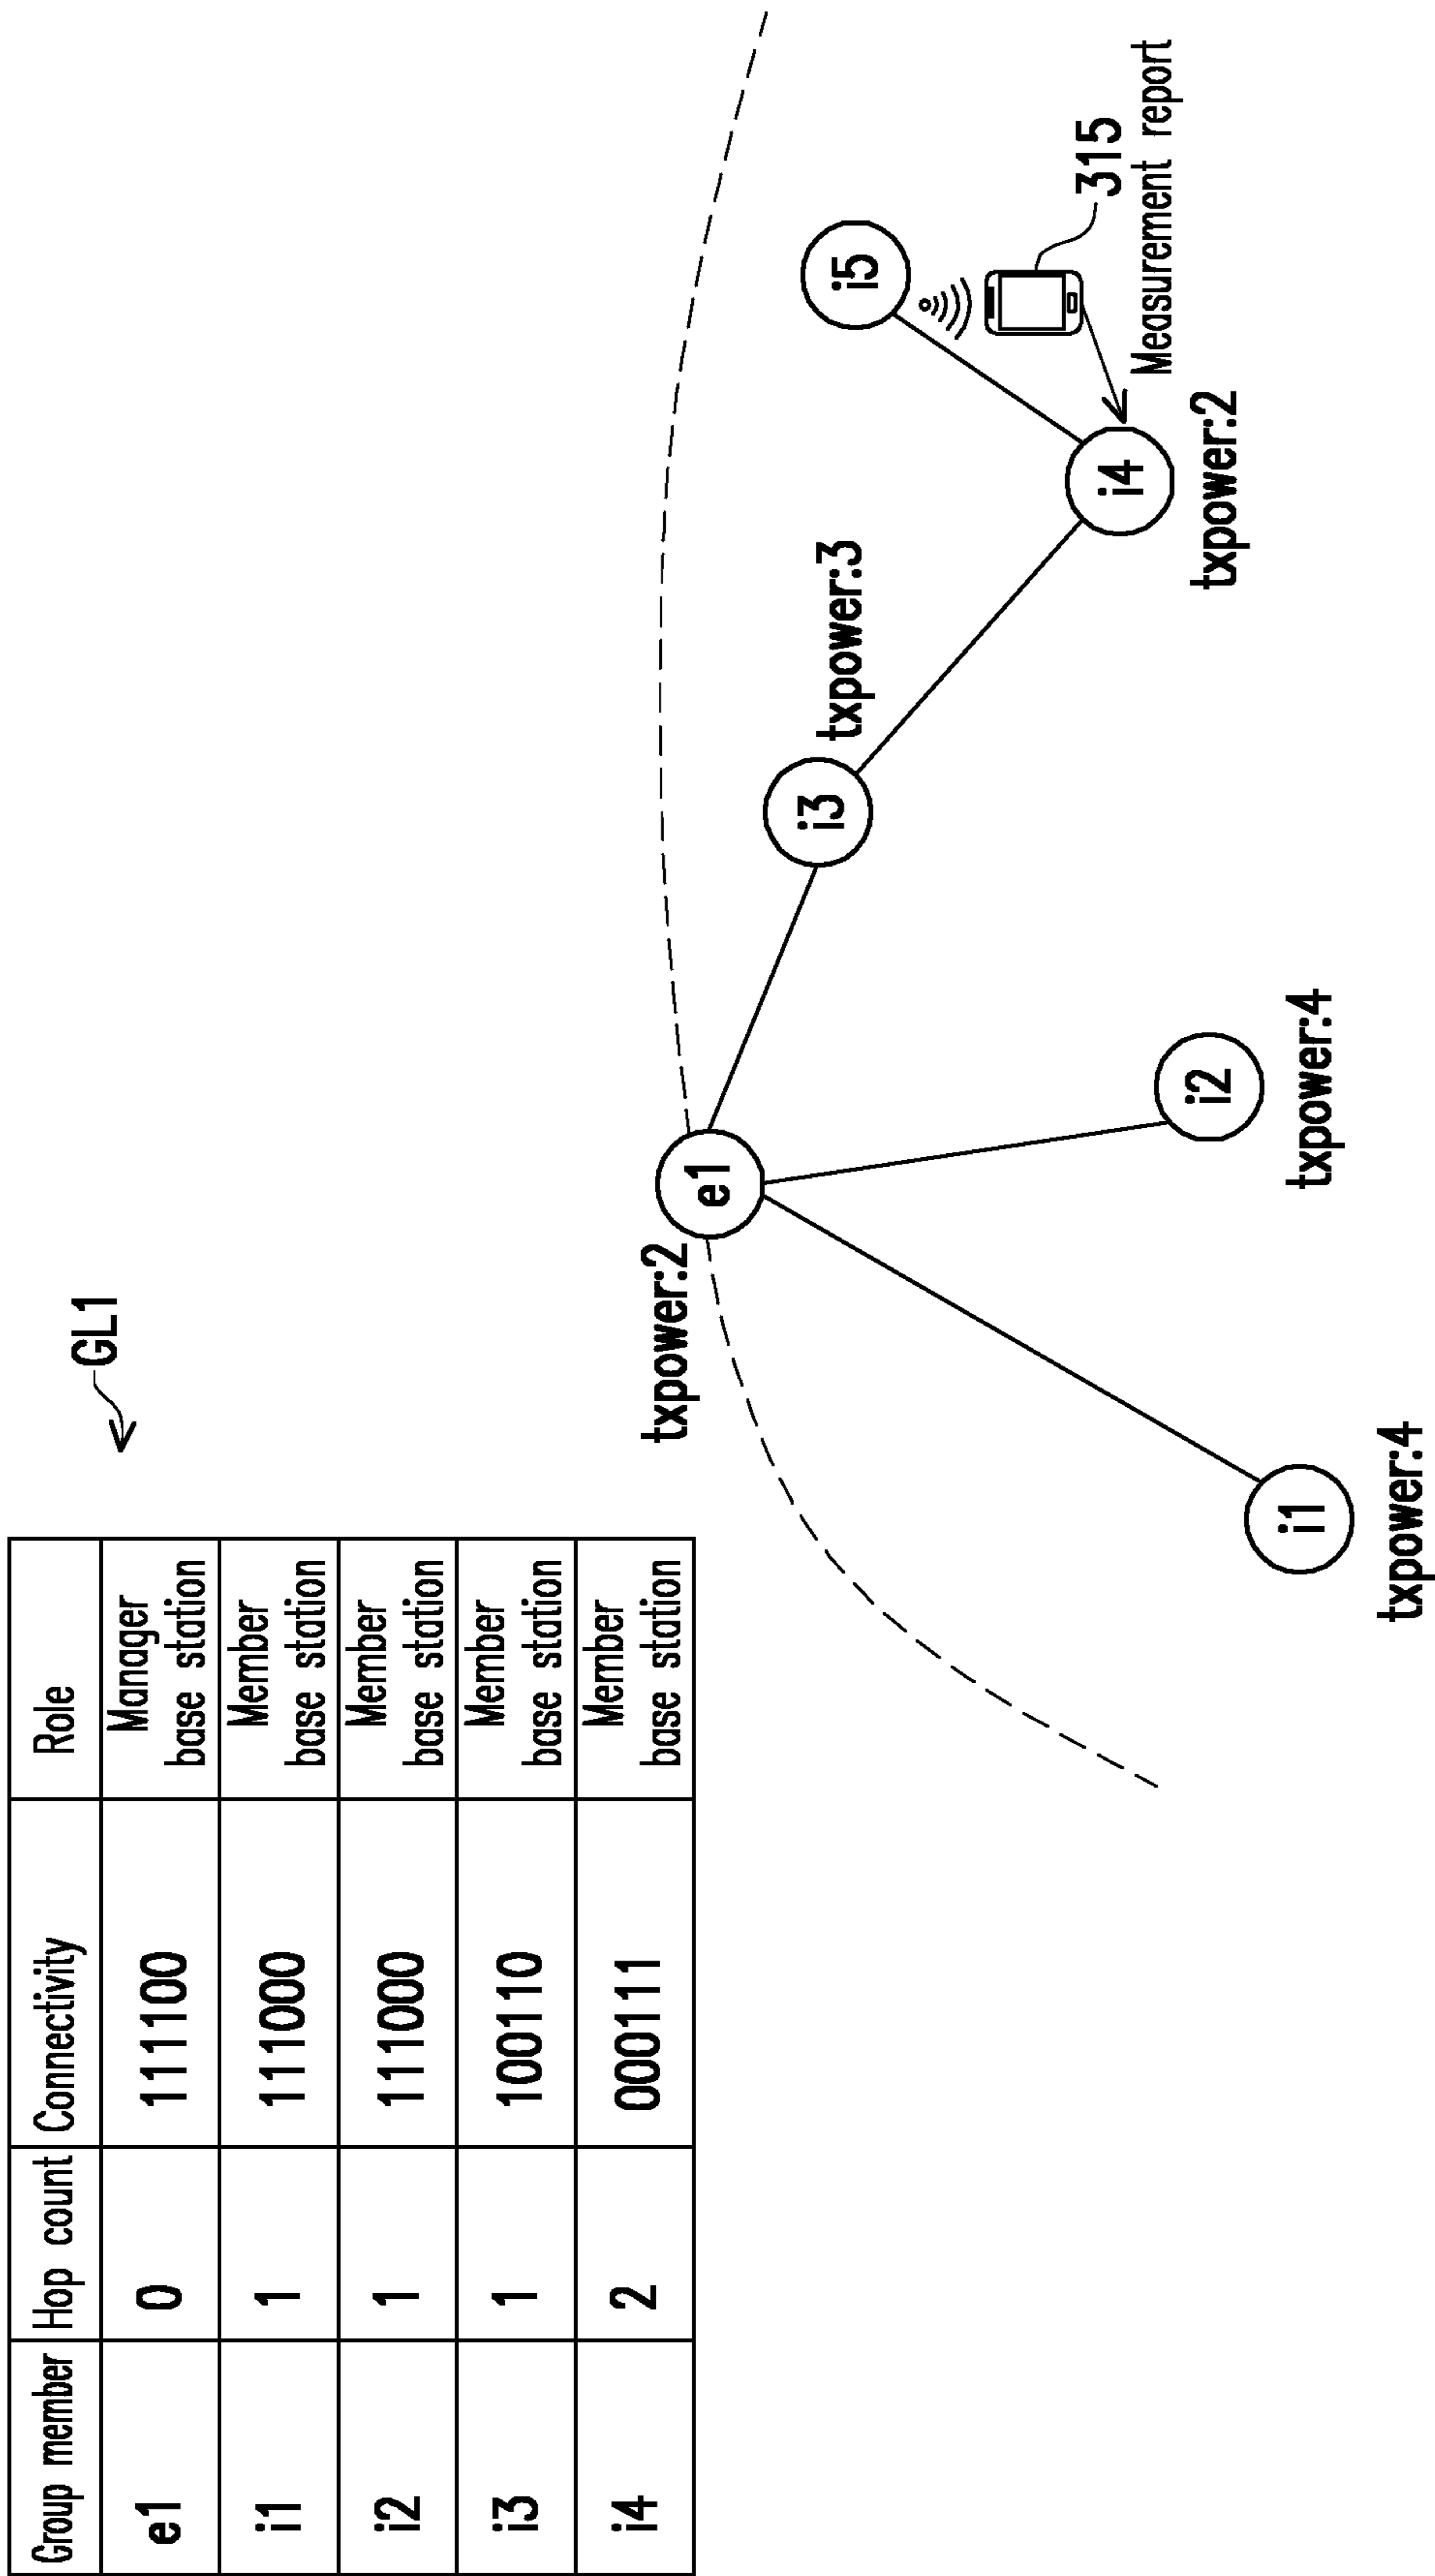 GL1
Group member Hop count Connectivity Role
e1 0 111100 Manager
base station
i1 1 111000 Member
base station
i2 1 111000 Member
base station
i3 1 100110 Member
base station
i4 2 000111 Member
base station
txpower:2
e1
i3
txpower:3
i5
315
Measurement report
i4
txpower:2
i2
txpower:4
i1
txpower:4